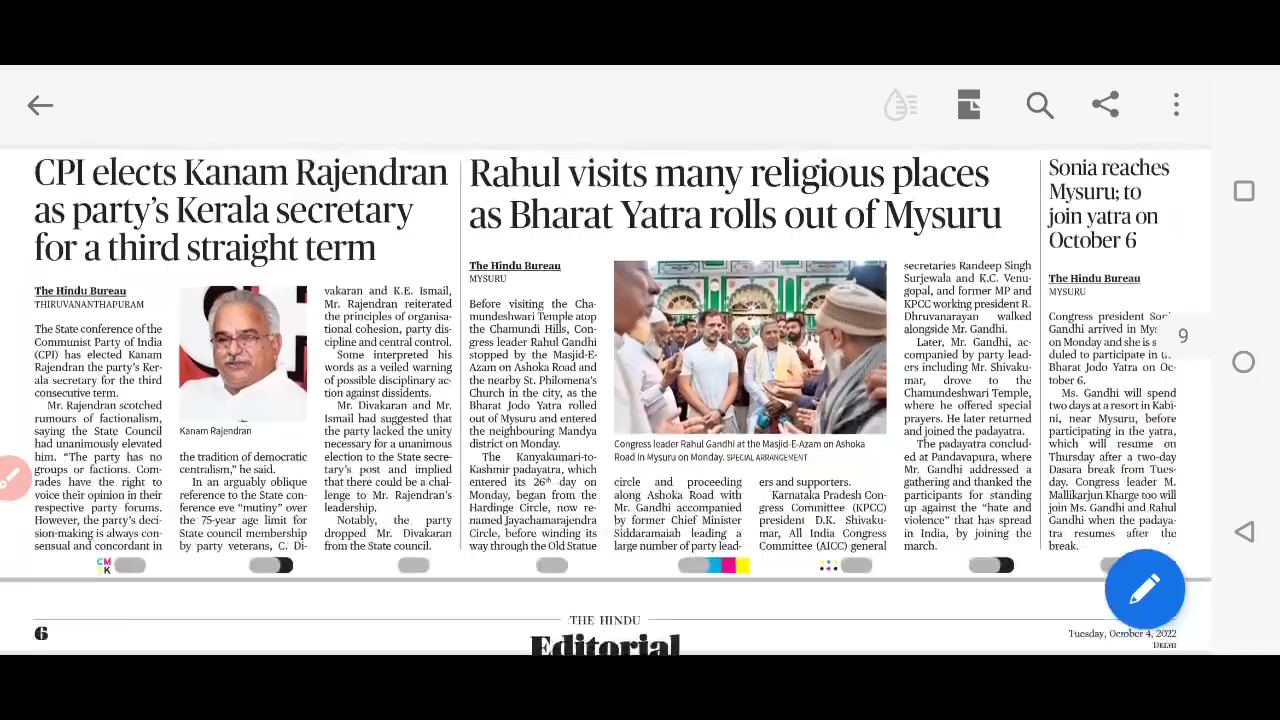 CPI elects Kanam Rajendran
as party's Kerala secretary
for a third straight term
The Hindu Bureau
THIRUVANANTHAPURAM
The State conference of the
Communist Party of India
(CPI) has elected Kanam
Rajendran the party's Ker-
ala secretary for the third
consecutive term.
Mr. Rajendran scotched
rumours of factionalism,
saying the State Council
had unanimously elevated
him. “The party has no
groups or factions. Com-
rades have the right to
voice their opinion in their
respective party forums.
However, the party's deci-
sion-making is always con-
sensual and concordant in
Kanam Rajendran
the tradition of democratic
centralism,” he said.
In an arguably oblique
reference to the State con-
ference eve “mutiny” over
the 75-year age limit for
State council membership
by party veterans, C. Di-
vakaran and K.E. Ismail,
Mr. Rajendran reiterated
the principles of organisa-
tional cohesion, party dis-
cipline and central control.
Some interpreted his
words as a veiled warning
of possible disciplinary ac-
tion against dissidents.
Mr. Divakaran and Mr.
Ismail had suggested that
the party lacked the unity
necessary for a unanimous
election to the State secre-
tary's post and implied
that there could be a chal-
lenge to Mr. Rajendran's
leadership.
Notably, the party
dropped Mr. Divakaran
from the State council.
Rahul visits many religious places
as Bharat Yatra rolls out of Mysuru
The Hindu Bureau
MYSURU
Before visiting the Cha-
mundeshwari Temple atop
the Chamundi Hills, Con-
gress leader Rahul Gandhi
stopped by the Masjid-E-
Azam on Ashoka Road and
the nearby St. Philomena's
Church in the city, as the
Bharat Jodo Yatra rolled
out of Mysuru and entered
the neighbouring Mandya
district on Monday.
The Kanyakumari-to-
Kashmir padayatra, which
entered its 26th day on
Monday, began from the
Hardinge Circle, now re-
named Jayachamarajendra
Circle, before winding its
way through the Old Statue
Congress leader Rahul Gandhi at the Masjid-E-Azam on Ashoka
Road in Mysuru on Monday. SPECIAL ARRANGEMENT
circle and proceeding
along Ashoka Road with
Mr. Gandhi accompanied
by former Chief Minister
Siddaramaiah leading a
large number of party lead-
ers and supporters.
Karnataka Pradesh Con-
gress Committee (KPCC)
president D.K. Shivaku-
mar, All India Congress
Committee (AICC) general
secretaries Randeep Singh
Surjewala and K.C. Venu-
gopal, and former MP and
KPCC working president R.
Dhruvanarayan walked
alongside Mr. Gandhi.
Later, Mr. Gandhi, ac-
companied by party lead-
ers including Mr. Shivaku-
mar, drove to the
Chamundeshwari Temple,
where he offered special
prayers. He later returned
and joined the padayatra.
The padayatra conclud-
ed at Pandavapura, where
Mr. Gandhi addressed a
gathering and thanked the
participants for standing
up against the “hate and
violence” that has spread
in India, by joining the
march.
Sonia reaches
Mysuru; to
join yatra on
October 6
The Hindu Bureau
MYSURU
Congress president
Gandhi arrived in
on Monday and she is
duled to participate in
Bharat Jodo Yatra on Oc-
tober 6.
Ms. Gandhi will spend
two days at a resort in Kabi-
ni, near Mysuru, before
participating in the yatra,
which will resume on
Thursday after a two-day
Dasara break from Tues-
day. Congress leader M.
Mallikarjun Kharge too will
join Ms. Gandhi and Rahul
Gandhi when the padaya-
tra resumes after the
break.
9
CM
YK
6
THE HINDU
Editorial
Tuesday, October 4, 2022
DELHI